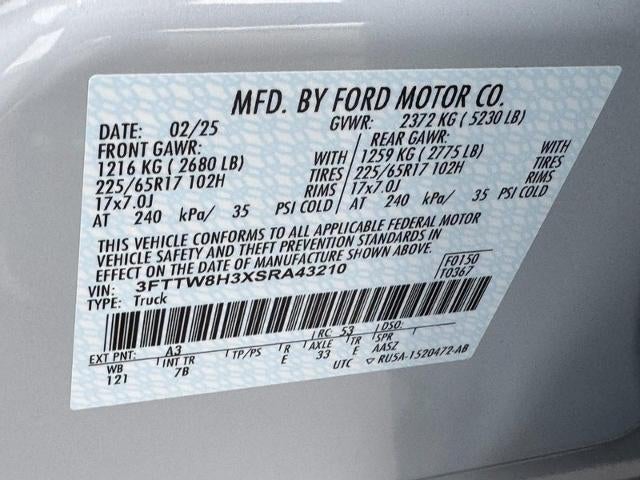 MFD. BY FORD MOTOR CO.
DATE: 02/25 GVWR: 2372 KG ( 5230 LB)
FRONT GAWR: REAR GAWR:
1216 KG ( 2680 LB) WITH 1259 KG ( 2775 LB) WITH
225/65R17 102H TIRES 225/65R17 102H TIRES
17x7.0J RIMS 17x7.0J RIMS
AT 240 kPa/ 35 PSI COLD AT 240 kPa/ 35 PSI COLD
THIS VEHICLE CONFORMS TO ALL APPLICABLE FEDERAL MOTOR
VEHICLE SAFETY AND THEFT PREVENTION STANDARDS IN
EFFECT ON THE DATE OF MANUFACTURE SHOWN ABOVE.
VIN: 3FTTW8H3XSRA43210 F0150
TYPE: Truck T0367
EXT PNT: A3 RC: 53 DSO:
WB INT TR TP/PS R AXLE TR SPR
121 7B E 33 E AA5Z
UTC ▽ RU5A-1520472-AB